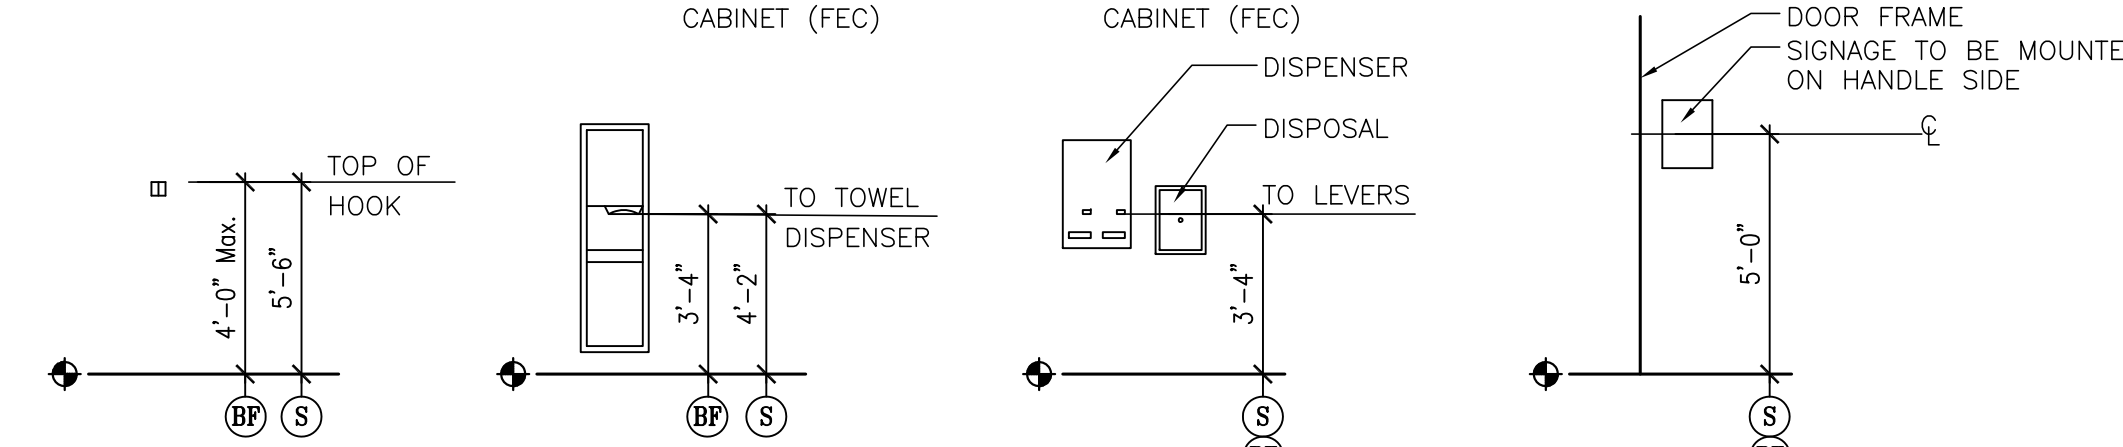 CABINET (FEC)
CABINET (FEC)
DOOR FRAME
SIGNAGE TO BE MOUNTE
ON HANDLE SIDE
DISPENSER
DISPOSAL
℄
TOP OF
HOOK
TO TOWEL
DISPENSER
TO LEVERS
4'-0" Max.
5'-6"
3'-4"
4'-2"
3'-4"
5'-0"
BF
S
BF
S
S
S